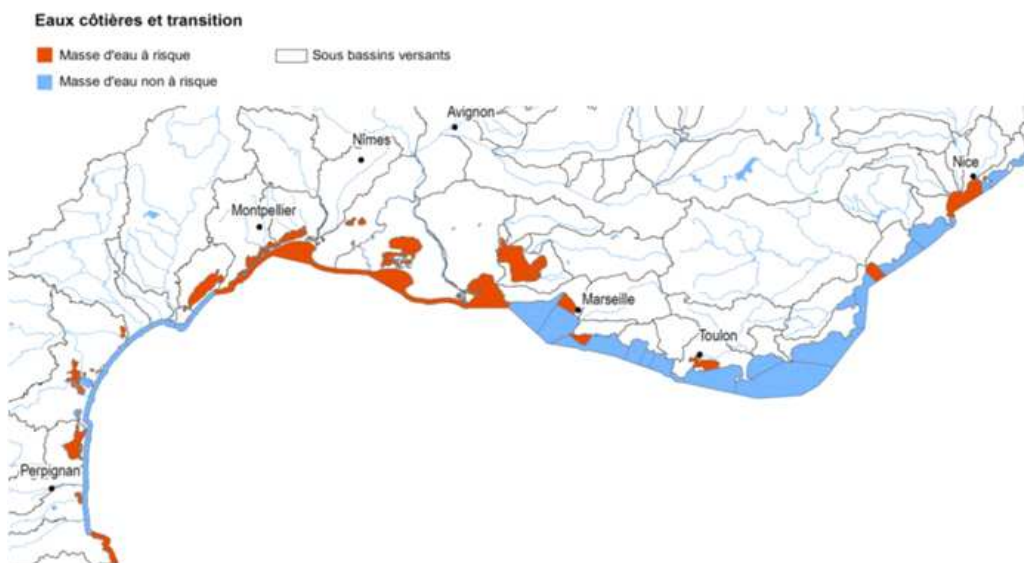 Eaux côtières et transition
Masse d'eau à risque
Sous bassins versants
Masse d'eau non à risque
Avignon
Nîmes
Nice
Montpellier
Marseille
Toulon
Perpignan